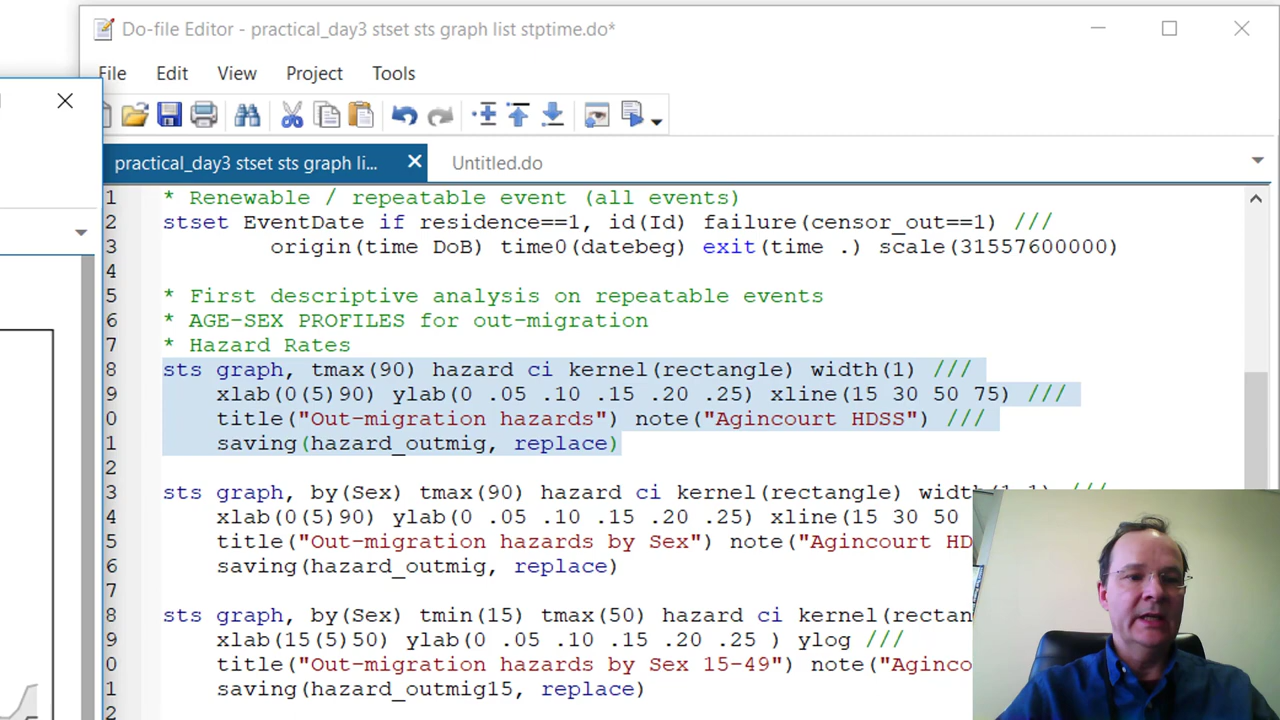 Do-file Editor - practical_day3 stset sts graph list stptime.do*
File Edit View Project Tools
practical_day3 stset sts graph li... Untitled.do
1 * Renewable / repeatable event (all events)
2 stset EventDate if residence==1, id(Id) failure(censor_out==1) ///
3 origin(time DoB) time0(datebeg) exit(time .) scale(31557600000)
4
5 * First descriptive analysis on repeatable events
6 * AGE-SEX PROFILES for out-migration
7 * Hazard Rates
8 sts graph, tmax(90) hazard ci kernel(rectangle) width(1) ///
9 xlab(0(5)90) ylab(0 .05 .10 .15 .20 .25) xline(15 30 50 75) ///
0 title("Out-migration hazards") note("Agincourt HDSS") ///
1 saving(hazard_outmig, replace)
2
3 sts graph, by(Sex) tmax(90) hazard ci kernel(rectangle)
4 xlab(0(5)90) ylab(0 .05 .10 .15 .20 .25) xline(15 30 50
5 title("Out-migration hazards by Sex") note("Agincourt HD
6 saving(hazard_outmig, replace)
7
8 sts graph, by(Sex) tmin(15) tmax(50) hazard ci kernel(rectan
9 xlab(15(5)50) ylab(0 .05 .10 .15 .20 .25 ) ylog ///
0 title("Out-migration hazards by Sex 15-49") note("Aginco
1 saving(hazard_outmig15, replace)
2